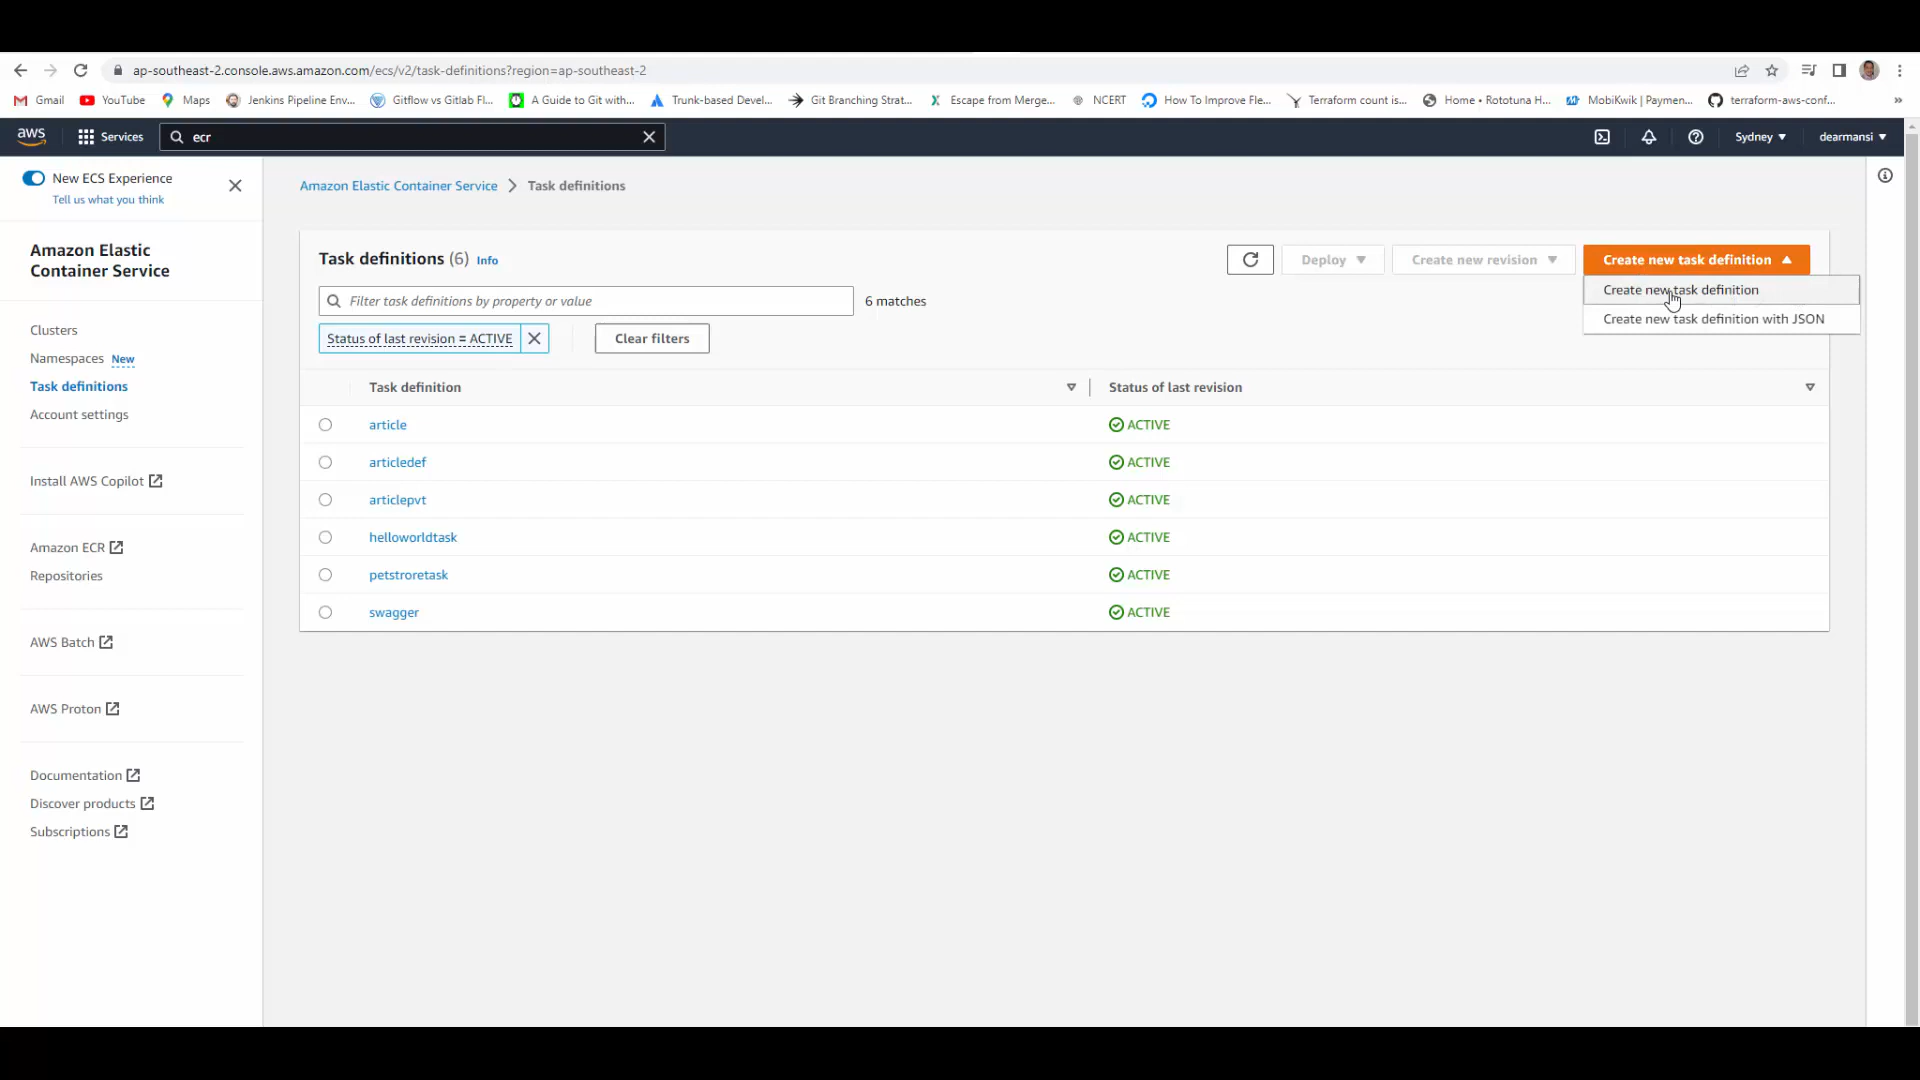 ap-southeast-2.console.aws.amazon.com/ecs/v2/task-definitions?region=ap-southeast-2
Gmail YouTube Maps Jenkins Pipeline Env... Gitflow vs Gitlab Fl... A Guide to Git with... Trunk-based Devel... Git Branching Strat... Escape from Merge... NCERT How To Improve Fle... Terraform count is... Home • Rototuna H... MobiKwik | Paymen... terraform-aws-conf... »
aws Services ecr Sydney dearmansi
New ECS Experience
Tell us what you think
Amazon Elastic
Container Service
Clusters
Namespaces New
Task definitions
Account settings
Install AWS Copilot
Amazon ECR
Repositories
AWS Batch
AWS Proton
Documentation
Discover products
Subscriptions
Amazon Elastic Container Service > Task definitions
Task definitions (6) Info
Deploy
Create new revision
Create new task definition
Create new task definition
Create new task definition with JSON
Filter task definitions by property or value
6 matches
Status of last revision = ACTIVE
Clear filters
Task definition Status of last revision
article ACTIVE
articledef ACTIVE
articlepvt ACTIVE
helloworldtask ACTIVE
petstroretask ACTIVE
swagger ACTIVE